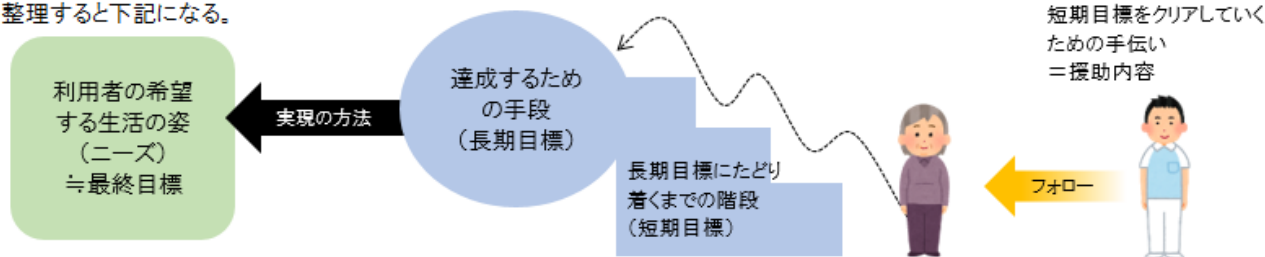 整理すると下記になる。
利用者の希望
する生活の姿
（ニーズ）
≒最終目標
実現の方法
達成するため
の手段
（長期目標）
長期目標にたどり
着くまでの階段
（短期目標）
フォロー
短期目標をクリアしていく
ための手伝い
＝援助内容